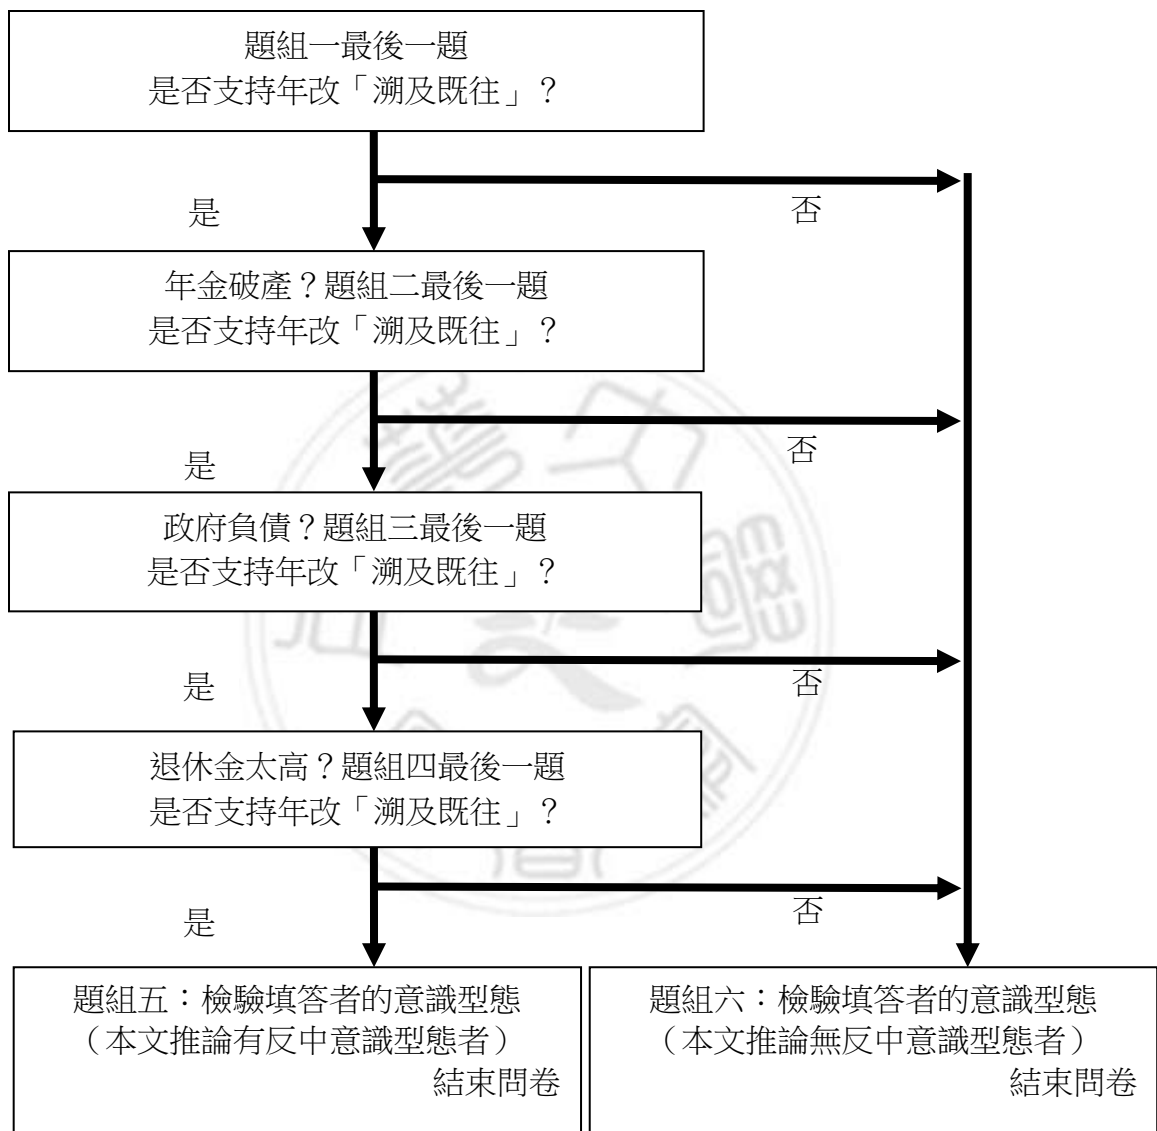 題組一最後一題
是否支持年改「溯及既往」？
是
否
年金破產？題組二最後一題
是否支持年改「溯及既往」？
是
否
政府負債？題組三最後一題
是否支持年改「溯及既往」？
是
否
退休金太高？題組四最後一題
是否支持年改「溯及既往」？
是
否
題組五：檢驗填答者的意識型態
（本文推論有反中意識型態者）
結束問卷
題組六：檢驗填答者的意識型態
（本文推論無反中意識型態者）
結束問卷